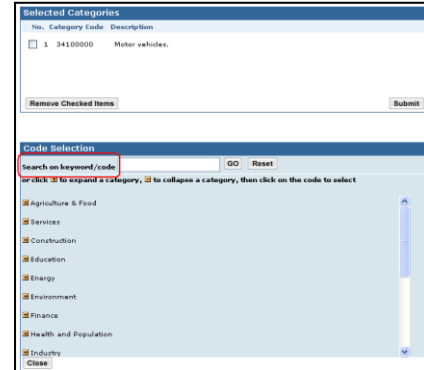 Selected Categories
No. Category Code Description
1 34100000 Motor vehicles.
Remove Checked Items Submit
Code Selection
Search on keyword/code GO Reset
or click to expand a category, to collapse a category, then click on the code to select
Agriculture & Food
Services
Construction
Education
Energy
Environment
Finance
Health and Population
Industry
Close